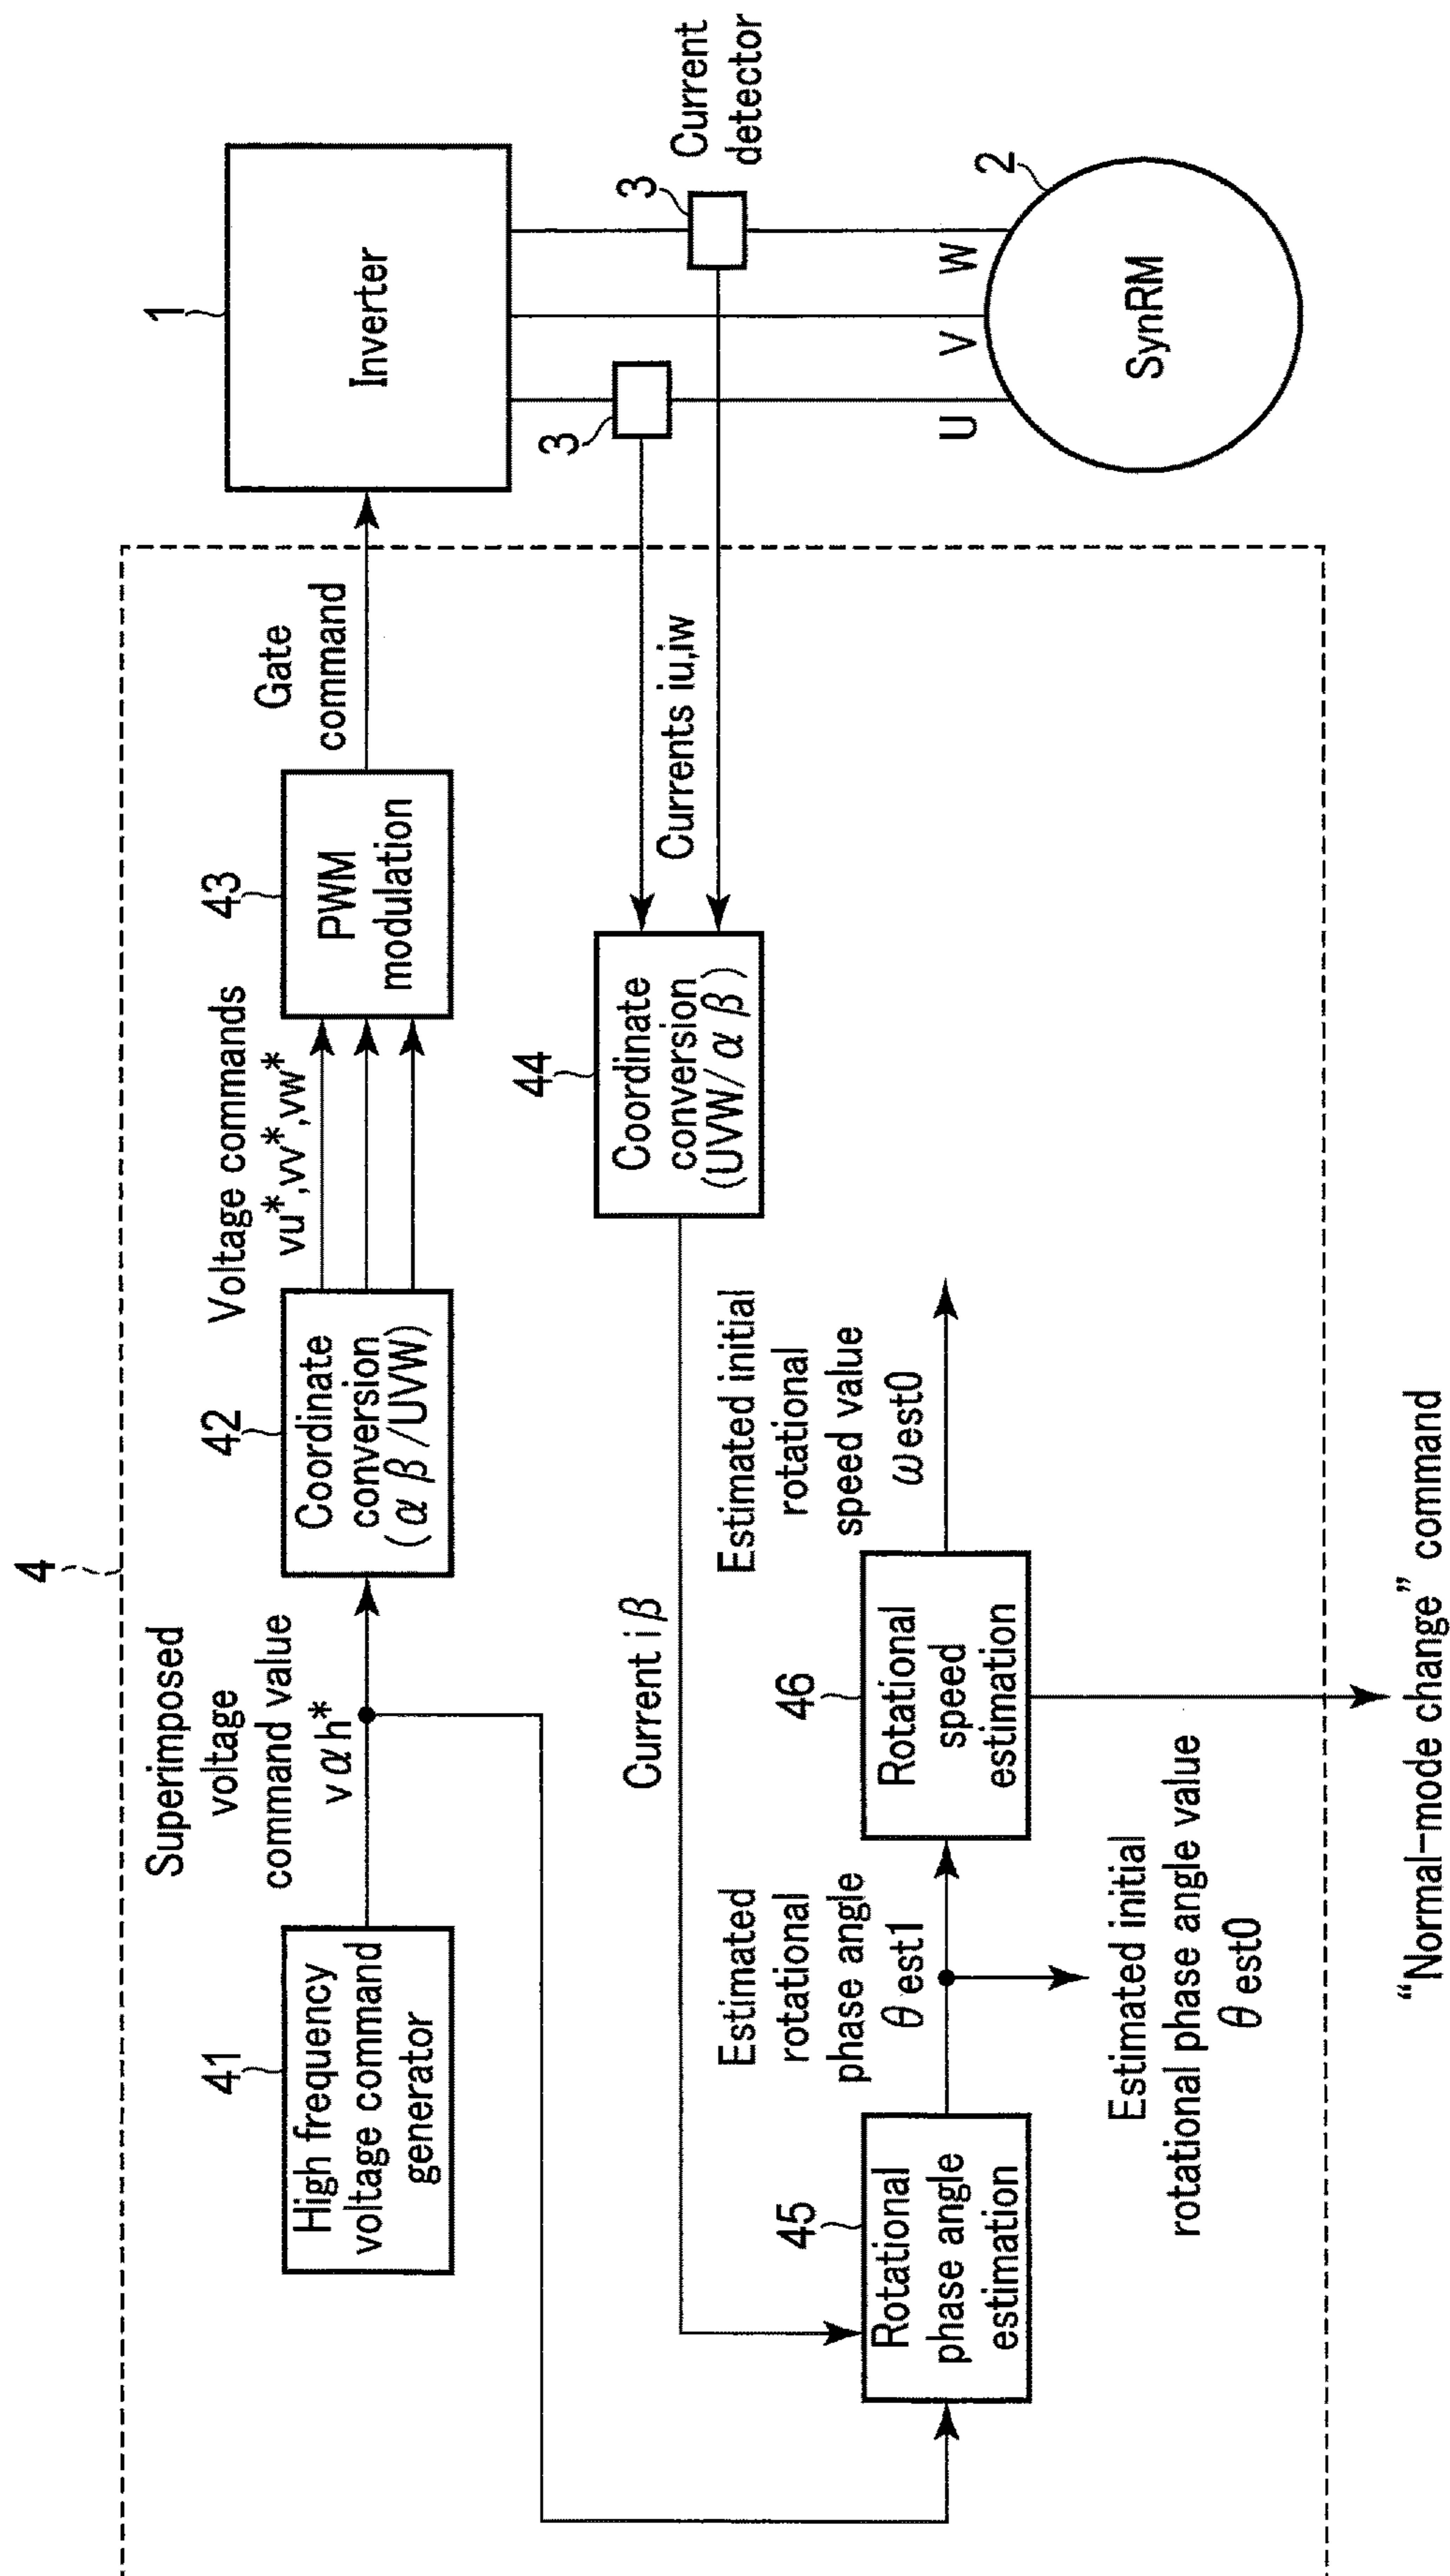 4
41
High frequency
voltage command
generator
Superimposed
voltage
command value
vαh*
42
Coordinate
conversion
(αβ/UVW)
Voltage commands
vu*,vv*,vw*
43
PWM
modulation
Gate
command
1
Inverter
3
3
Current
detector
U
V
W
2
SynRM
Currents iu,iw
44
Coordinate
conversion
(UVW/αβ)
Current iβ
45
Rotational
phase angle
estimation
Estimated
rotational
phase angle
θest1
Estimated initial
rotational phase angle value
θest0
46
Rotational
speed
estimation
Estimated initial
rotational
speed value
ωest0
“Normal-mode change” command